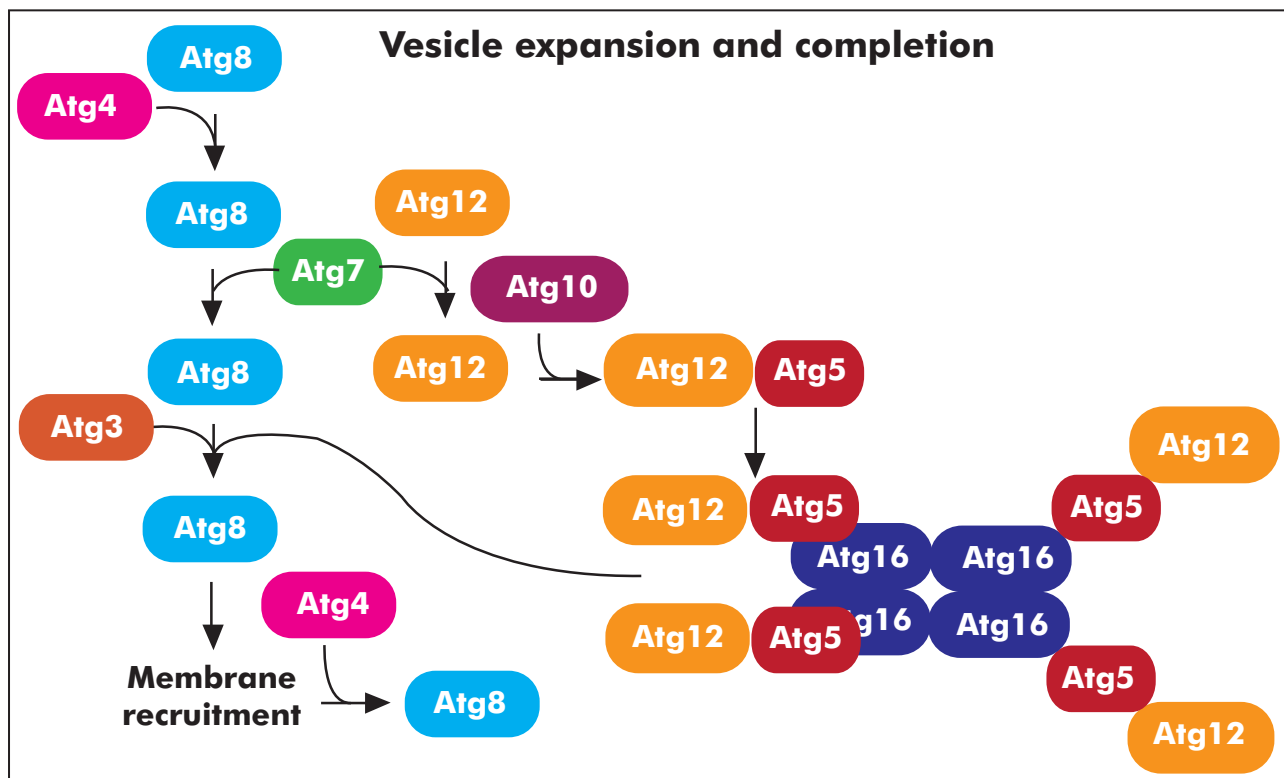 Vesicle expansion and completion
Atg8
Atg4
Atg8
Atg12
Atg7
Atg10
Atg8
Atg12
Atg12
Atg5
Atg3
Atg12
Atg8
Atg12
Atg5
Atg5
Atg16
Atg16
Atg4
Atg12
Atg5
Atg16
Atg16
Membrane
recruitment
Atg8
Atg5
Atg12